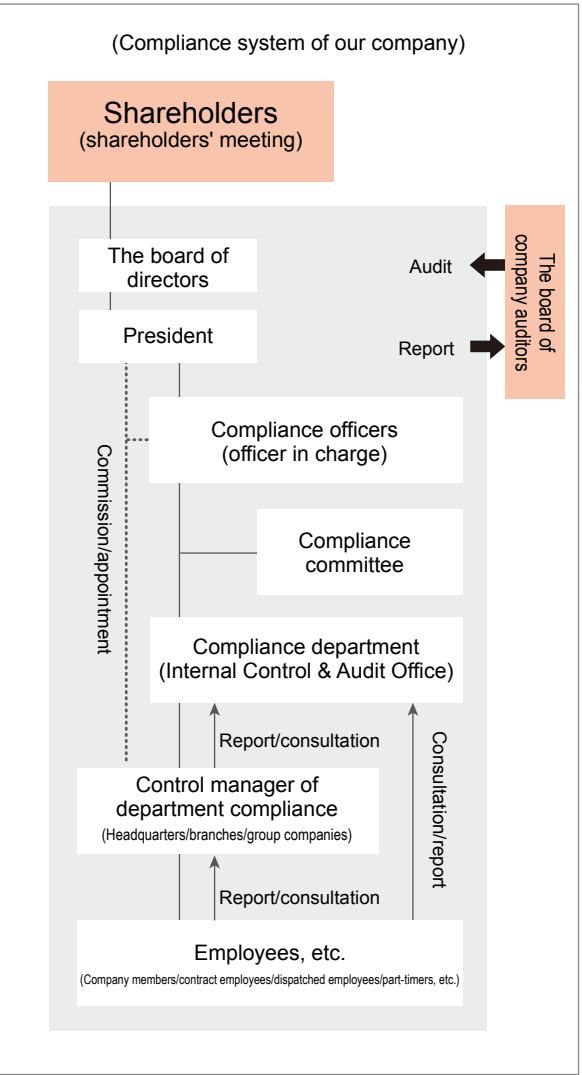 (Compliance system of our company)
Shareholders
(shareholders' meeting)
The board of
directors
Audit
The board of
company auditors
President
Report
Compliance officers
(officer in charge)
Commission/appointment
Compliance
committee
Compliance department
(Internal Control & Audit Office)
Report/consultation
Consultation/report
Control manager of
department compliance
(Headquarters/branches/group companies)
Report/consultation
Employees, etc.
(Company members/contract employees/dispatched employees/part-timers, etc.)